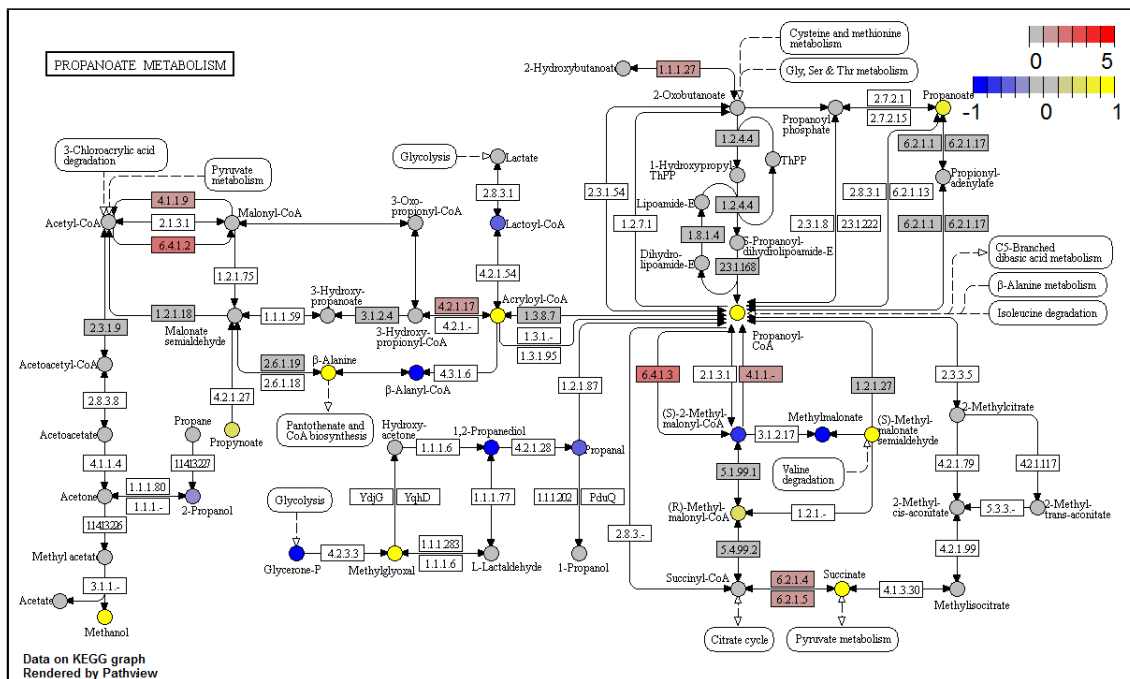 PROPANOATE METABOLISM
Cysteine and methionine
metabolism
Gly, Ser & Thr metabolism
0
5
-1
0
1
2-Hydroxybutanoate
1.1.1.27
2-Oxobutanoate
Propanoyl
phosphate
2.7.2.1
2.7.2.15
Propanoate
3-Chloroacrylic acid
degradation
Pyruvate
metabolism
Glycolysis
Lactate
2.8.3.1
Lactoyl-CoA
4.2.1.54
1.2.4.4
1-Hydroxypropyl
ThPP
ThPP
2.3.1.54
1.2.7.1
Lipoamide-E
1.2.4.4
1.8.1.4
Dihydro-
lipoamide-E
S-Propanoyl-
dihydrolipoamide-E
2.3.1.168
2.3.1.8
2.3.1.222
2.8.3.1
6.2.1.13
6.2.1.1
6.2.1.17
Propionyl-
adenylate
6.2.1.1
6.2.1.17
C5-Branched
dibasic acid metabolism
β-Alanine metabolism
Isoleucine degradation
Acetyl-CoA
4.1.1.9
2.1.3.1
6.4.1.2
Malonyl-CoA
3-Oxo-
propionyl-CoA
1.2.1.75
3-Hydroxy-
propanoate
Acryloyl-CoA
2.3.1.9
1.2.1.18
Malonate
semialdehyde
1.1.1.59
3.1.2.4
3-Hydroxy-
propionyl-CoA
4.2.1.17
4.2.1.-
1.3.8.7
1.3.1.-
1.3.1.95
Propanoyl-
CoA
Acetoacetyl-CoA
2.6.1.19
2.6.1.18
β-Alanine
β-Alanyl-CoA
4.3.1.6
1.2.1.87
6.4.1.3
2.1.3.1
4.1.1.-
1.2.1.27
2.3.3.5
2.8.3.8
4.2.1.27
Pantothenate and
CoA biosynthesis
Acetoacetate
Propane
Propynoate
Hydroxy-
acetone
1.1.1.6
1,2-Propanediol
4.2.1.28
Propanal
(S)-2-Methyl-
malonyl-CoA
3.1.2.17
Methylmalonate
(S)-Methyl-
malonate
semialdehyde
2-Methylcitrate
4.1.1.4
1.14.13.227
Acetone
1.1.1.80
1.1.1.-
2-Propanol
Glycolysis
YdjG
YqhD
1.1.1.77
1.1.1.202
PduQ
5.1.99.1
Valine
degradation
4.2.1.79
4.2.1.117
1.14.13.226
(R)-Methyl-
malonyl-CoA
1.2.1.-
2-Methyl-
cis-aconitate
5.3.3.-
2-Methyl-
trans-aconitate
Methyl acetate
Glycerone-P
4.2.3.3
Methylglyoxal
1.1.1.283
1.1.1.6
L-Lactaldehyde
1-Propanol
2.8.3.-
5.4.99.2
4.2.1.99
3.1.1.-
Acetate
Methanol
Succinyl-CoA
6.2.1.4
6.2.1.5
Succinate
4.1.3.30
Methylisocitrate
Citrate cycle
Pyruvate metabolism
Data on KEGG graph
Rendered by Pathview